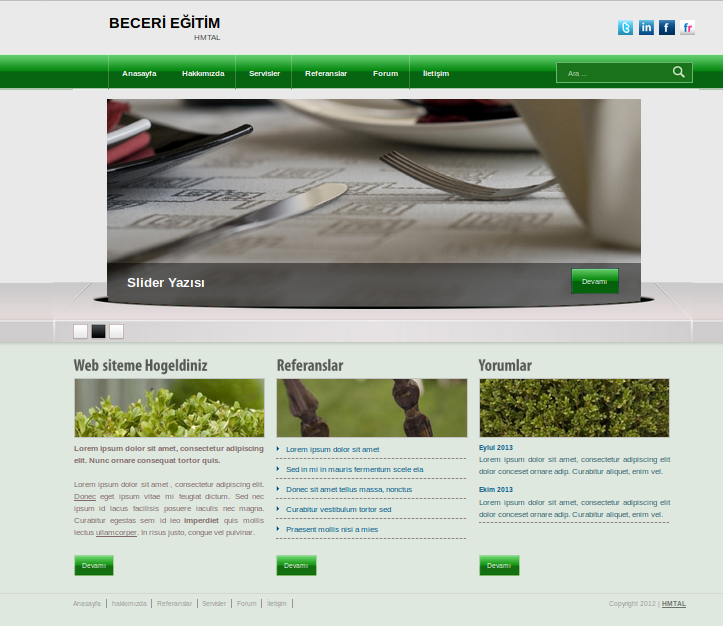 BECERİ EĞİTİM
HMTAL
Anasayfa Hakkımızda Servisler Referanslar Forum İletişim Ara ...
Slider Yazısı Devamı
Web siteme Hogeldiniz
Lorem ipsum dolor sit amet, consectetur adipiscing
elit. Nunc ornare consequat tortor quis.
Lorem ipsum dolor sit amet , consectetur adipiscing elit.
Donec eget ipsum vitae mi feugiat dictum. Sed nec
ipsum id lacus facilisis posuere iaculis nec magna.
Curabitur egestas sem id leo imperdiet quis mollis
lectus ullamcorper. In risus justo, congue vel pulvinar.
Devamı
Referanslar
Lorem ipsum dolor sit amet
Sed in mi in mauris fermentum scele eia
Donec sit amet tellus massa, nonctus
Curabitur vestibulum tortor sed
Praesent mollis nisi a mies
Devamı
Yorumlar
Eylul 2013
Lorem ipsum dolor sit amet, consectetur adipiscing elit
dolor conceset ornare adip. Curabitur aliquet, enim vel.
Ekim 2013
Lorem ipsum dolor sit amet, consectetur adipiscing elit
dolor conceset ornare adip. Curabitur aliquet, enim vel.
Devamı
Anasayfa | hakkımızda | Referanslar | Servisler | Forum | İletişim | Copyright 2012 | HMTAL